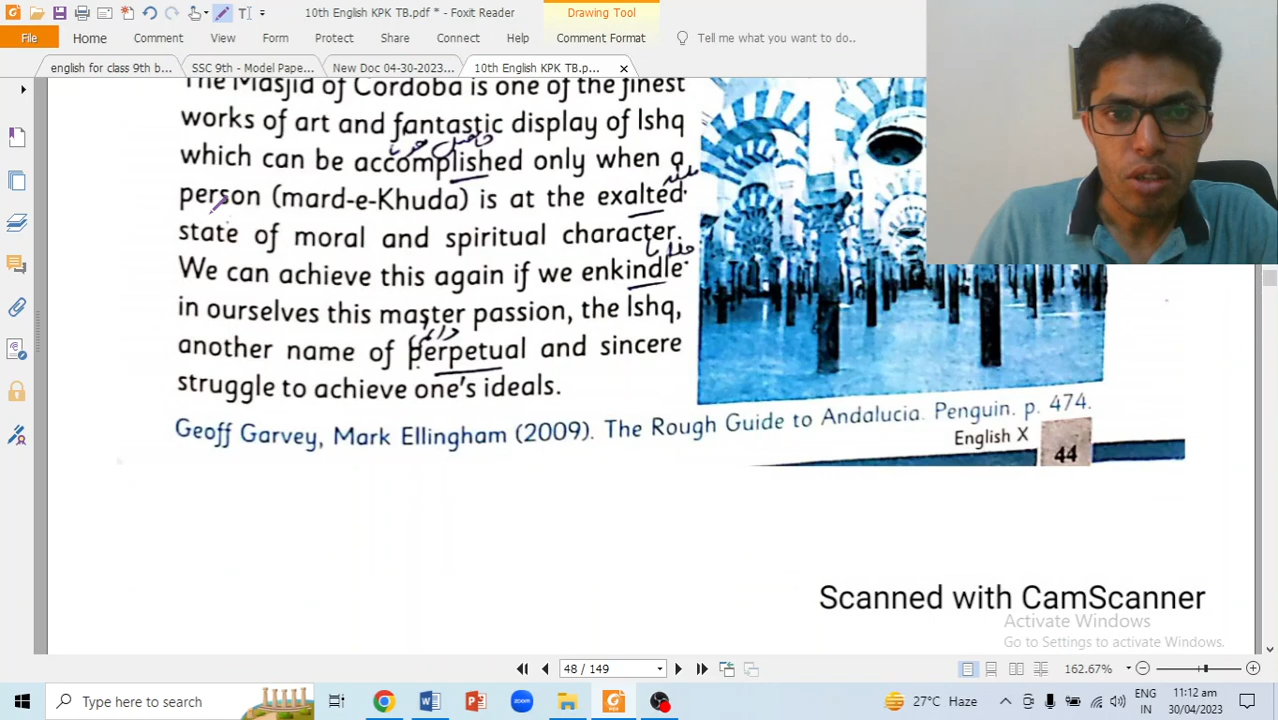 10th English KPK TB.pdf * - Foxit Reader
Drawing Tool
File
Home
Comment
View
Form
Protect
Share
Connect
Help
Comment Format
Tell me what you want to do...
english for class 9th b...
SSC 9th - Model Pape...
New Doc 04-30-2023...
10th English KPK TB.p...
The Masjid of Cordoba is one of the finest
works of art and fantastic display of Ishq
which can be accomplished only when a
person (mard-e-Khuda) is at the exalted
state of moral and spiritual character.
We can achieve this again if we enkindle
in ourselves this master passion, the Ishq,
another name of perpetual and sincere
struggle to achieve one's ideals.
Geoff Garvey, Mark Ellingham (2009). The Rough Guide to Andalucia. Penguin. p. 474.
English X
44
Scanned with CamScanner
Activate Windows
Go to Settings to activate Windows.
48 / 149
162.67%
Type here to search
27°C Haze
ENG
IN
11:12 am
30/04/2023